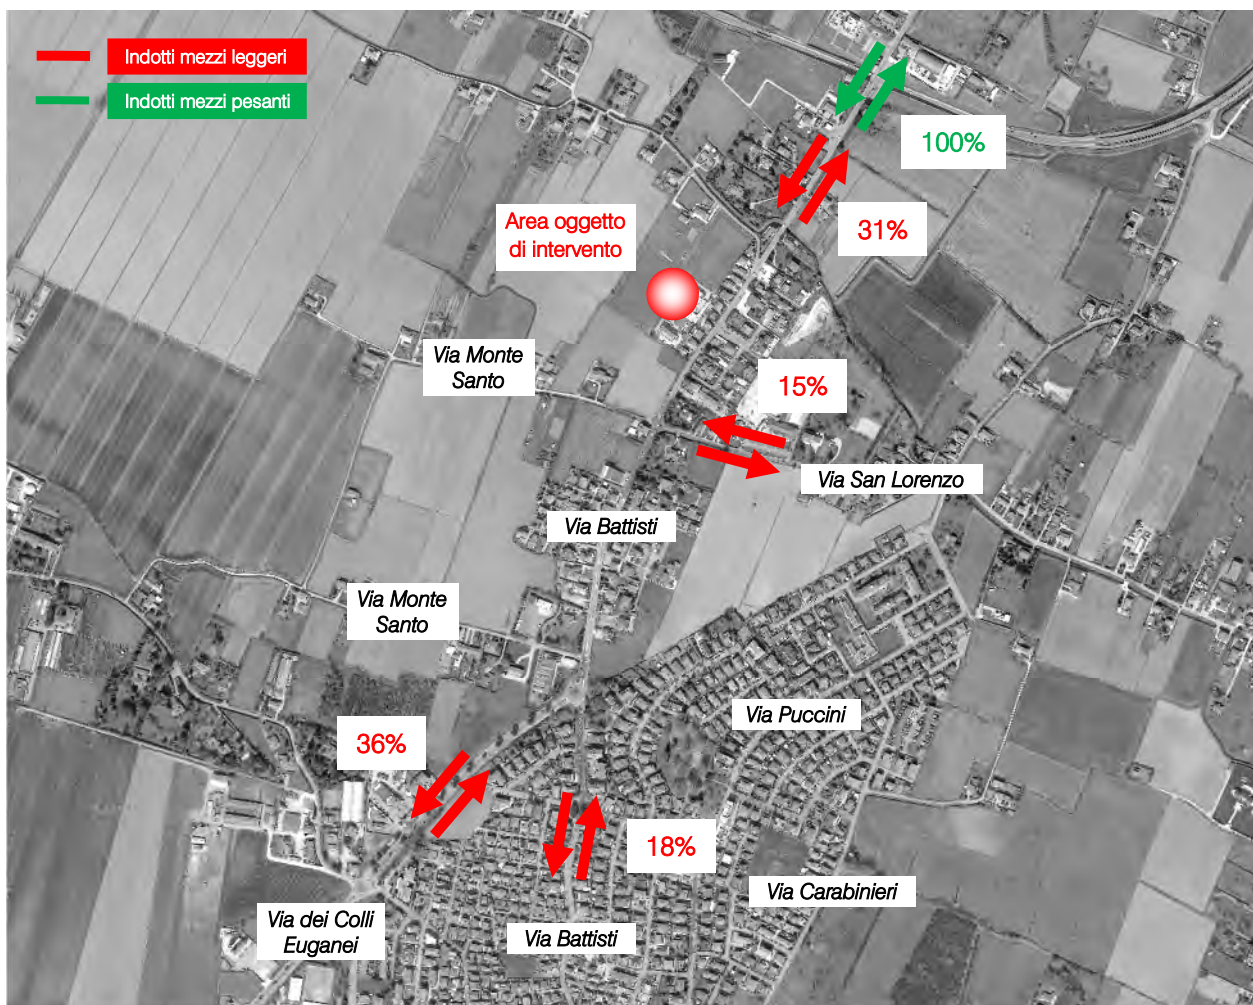 Indotti mezzi leggeri
Indotti mezzi pesanti
100%
31%
Area oggetto
di intervento
Via Monte
Santo
15%
Via San Lorenzo
Via Battisti
Via Monte
Santo
Via Puccini
36%
18%
Via Carabinieri
Via dei Colli
Euganei
Via Battisti